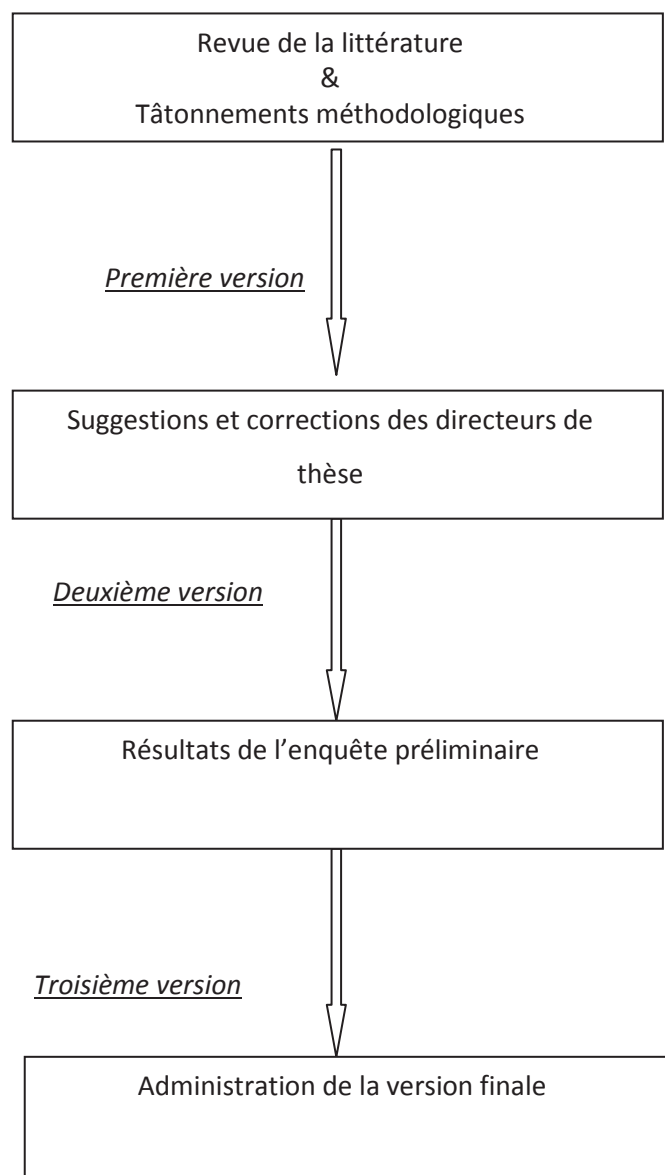 Revue de la littérature
&
Tâtonnements méthodologiques
Première version
Suggestions et corrections des directeurs de
thèse
Deuxième version
Résultats de l’enquête préliminaire
Troisième version
Administration de la version finale